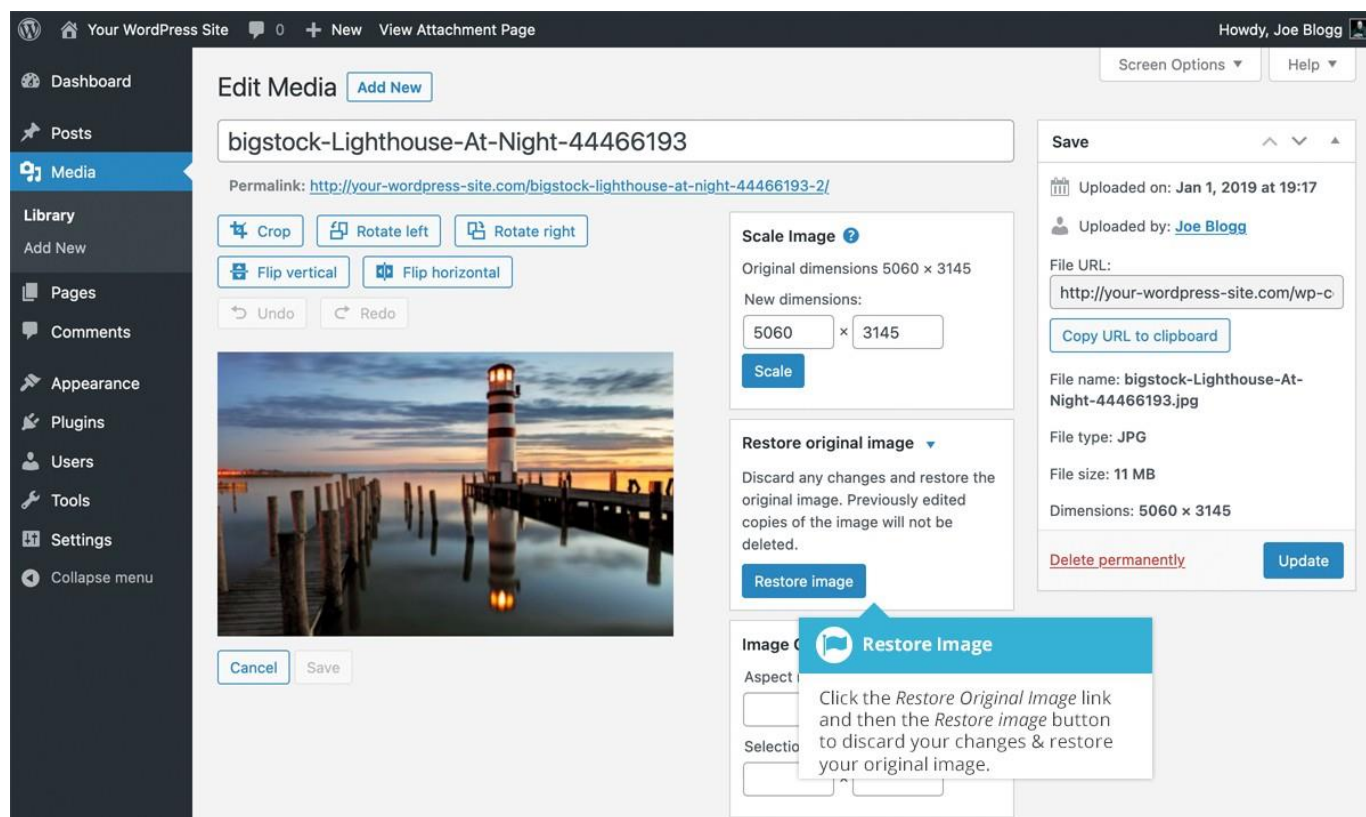 Your WordPress Site 0 + New View Attachment Page
Howdy, Joe Blogg
Dashboard
Posts
Media
Library
Add New
Pages
Comments
Appearance
Plugins
Users
Tools
Settings
Collapse menu
Screen Options ▼
Help ▼
Edit Media Add New
bigstock-Lighthouse-At-Night-44466193
Permalink: http://your-wordpress-site.com/bigstock-lighthouse-at-night-44466193-2/
Crop Rotate left Rotate right
Flip vertical Flip horizontal
Undo Redo
Cancel Save
Scale Image ?
Original dimensions 5060 × 3145
New dimensions:
5060 × 3145
Scale
Restore original image ▼
Discard any changes and restore the
original image. Previously edited
copies of the image will not be
deleted.
Restore image
Image
Aspect
Selectio
×
Restore Image
Click the Restore Original Image link
and then the Restore image button
to discard your changes & restore
your original image.
Save
Uploaded on: Jan 1, 2019 at 19:17
Uploaded by: Joe Blogg
File URL:
http://your-wordpress-site.com/wp-c
Copy URL to clipboard
File name: bigstock-Lighthouse-At-
Night-44466193.jpg
File type: JPG
File size: 11 MB
Dimensions: 5060 × 3145
Delete permanently Update